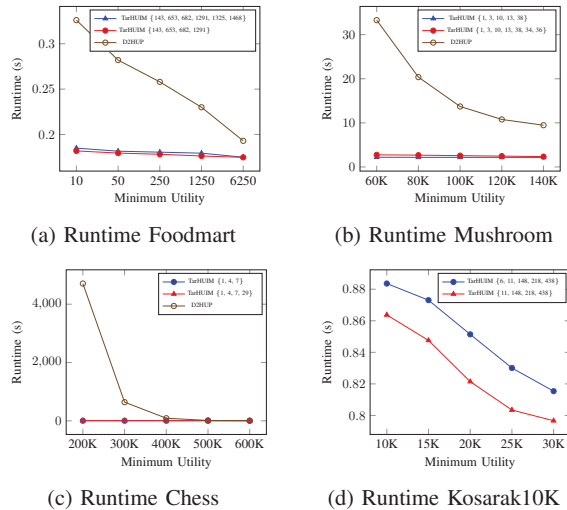 TarHUIM {143, 653, 682, 1291, 1325, 1468}
TarHUIM {143, 653, 682, 1291}
D2HUP
0.3
0.2
Runtime (s)
10 50 250 1250 6250
Minimum Utility
(a) Runtime Foodmart
TarHUIM {1, 3, 10, 13, 38}
TarHUIM {1, 3, 10, 13, 38, 34, 36}
D2HUP
30
20
10
0
Runtime (s)
60K 80K 100K 120K 140K
Minimum Utility
(b) Runtime Mushroom
TarHUIM {1, 4, 7}
TarHUIM {1, 4, 7, 29}
D2HUP
4,000
2,000
0
Runtime (s)
200K 300K 400K 500K 600K
Minimum Utility
(c) Runtime Chess
TarHUIM {6, 11, 148, 218, 438}
TarHUIM {11, 148, 218, 438}
0.88
0.86
0.84
0.82
0.8
Runtime (s)
10K 15K 20K 25K 30K
Minimum Utility
(d) Runtime Kosarak10K